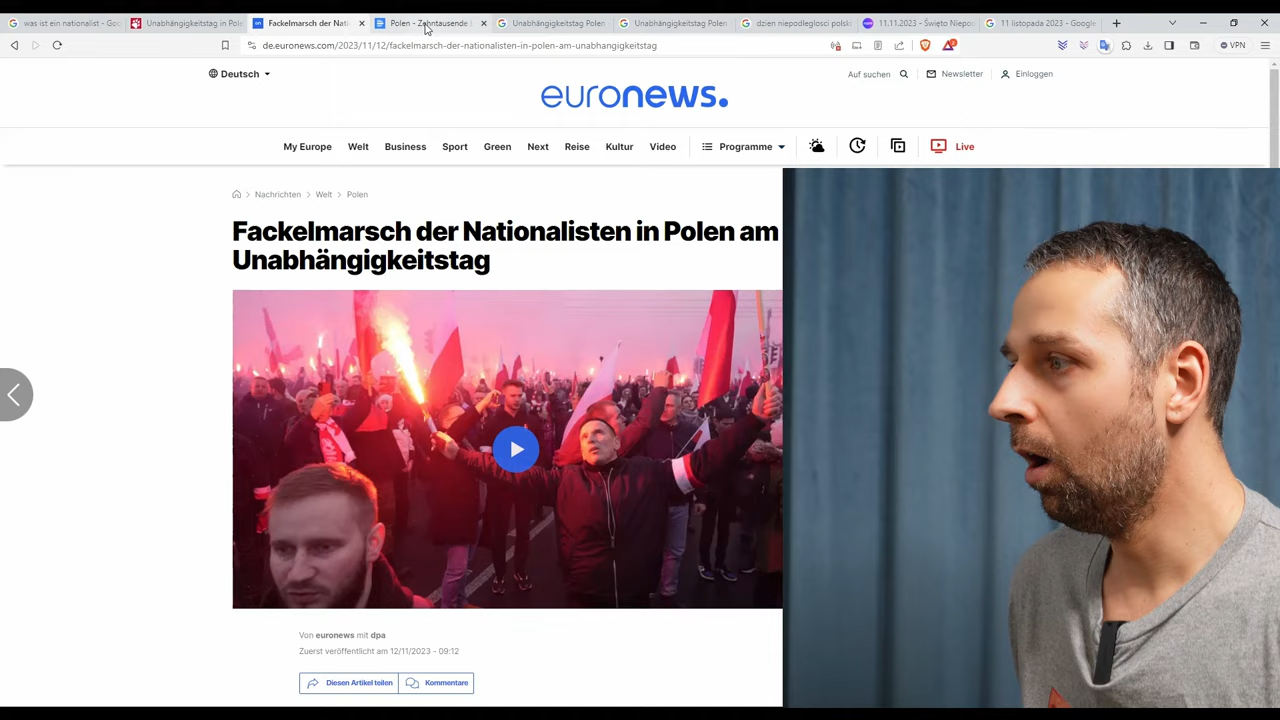 was ist ein nationalist - Goo
Unabhängigkeitstag in Pole
Fackelmarsch der Nati
Polen - Zehntausende
Unabhängigkeitstag Polen
Unabhängigkeitstag Polen
dzien niepodleglosci polsk
11.11.2023 - Święto Niepod
11 listopada 2023 - Google
de.euronews.com/2023/11/12/fackelmarsch-der-nationalisten-in-polen-am-unabhangigkeitstag
VPN
Deutsch
euronews.
Auf suchen
Newsletter
Einloggen
My Europe Welt Business Sport Green Next Reise Kultur Video Programme Live
Nachrichten > Welt > Polen
Fackelmarsch der Nationalisten in Polen am
Unabhängigkeitstag
Von euronews mit dpa
Zuerst veröffentlicht am 12/11/2023 - 09:12
Diesen Artikel teilen
Kommentare